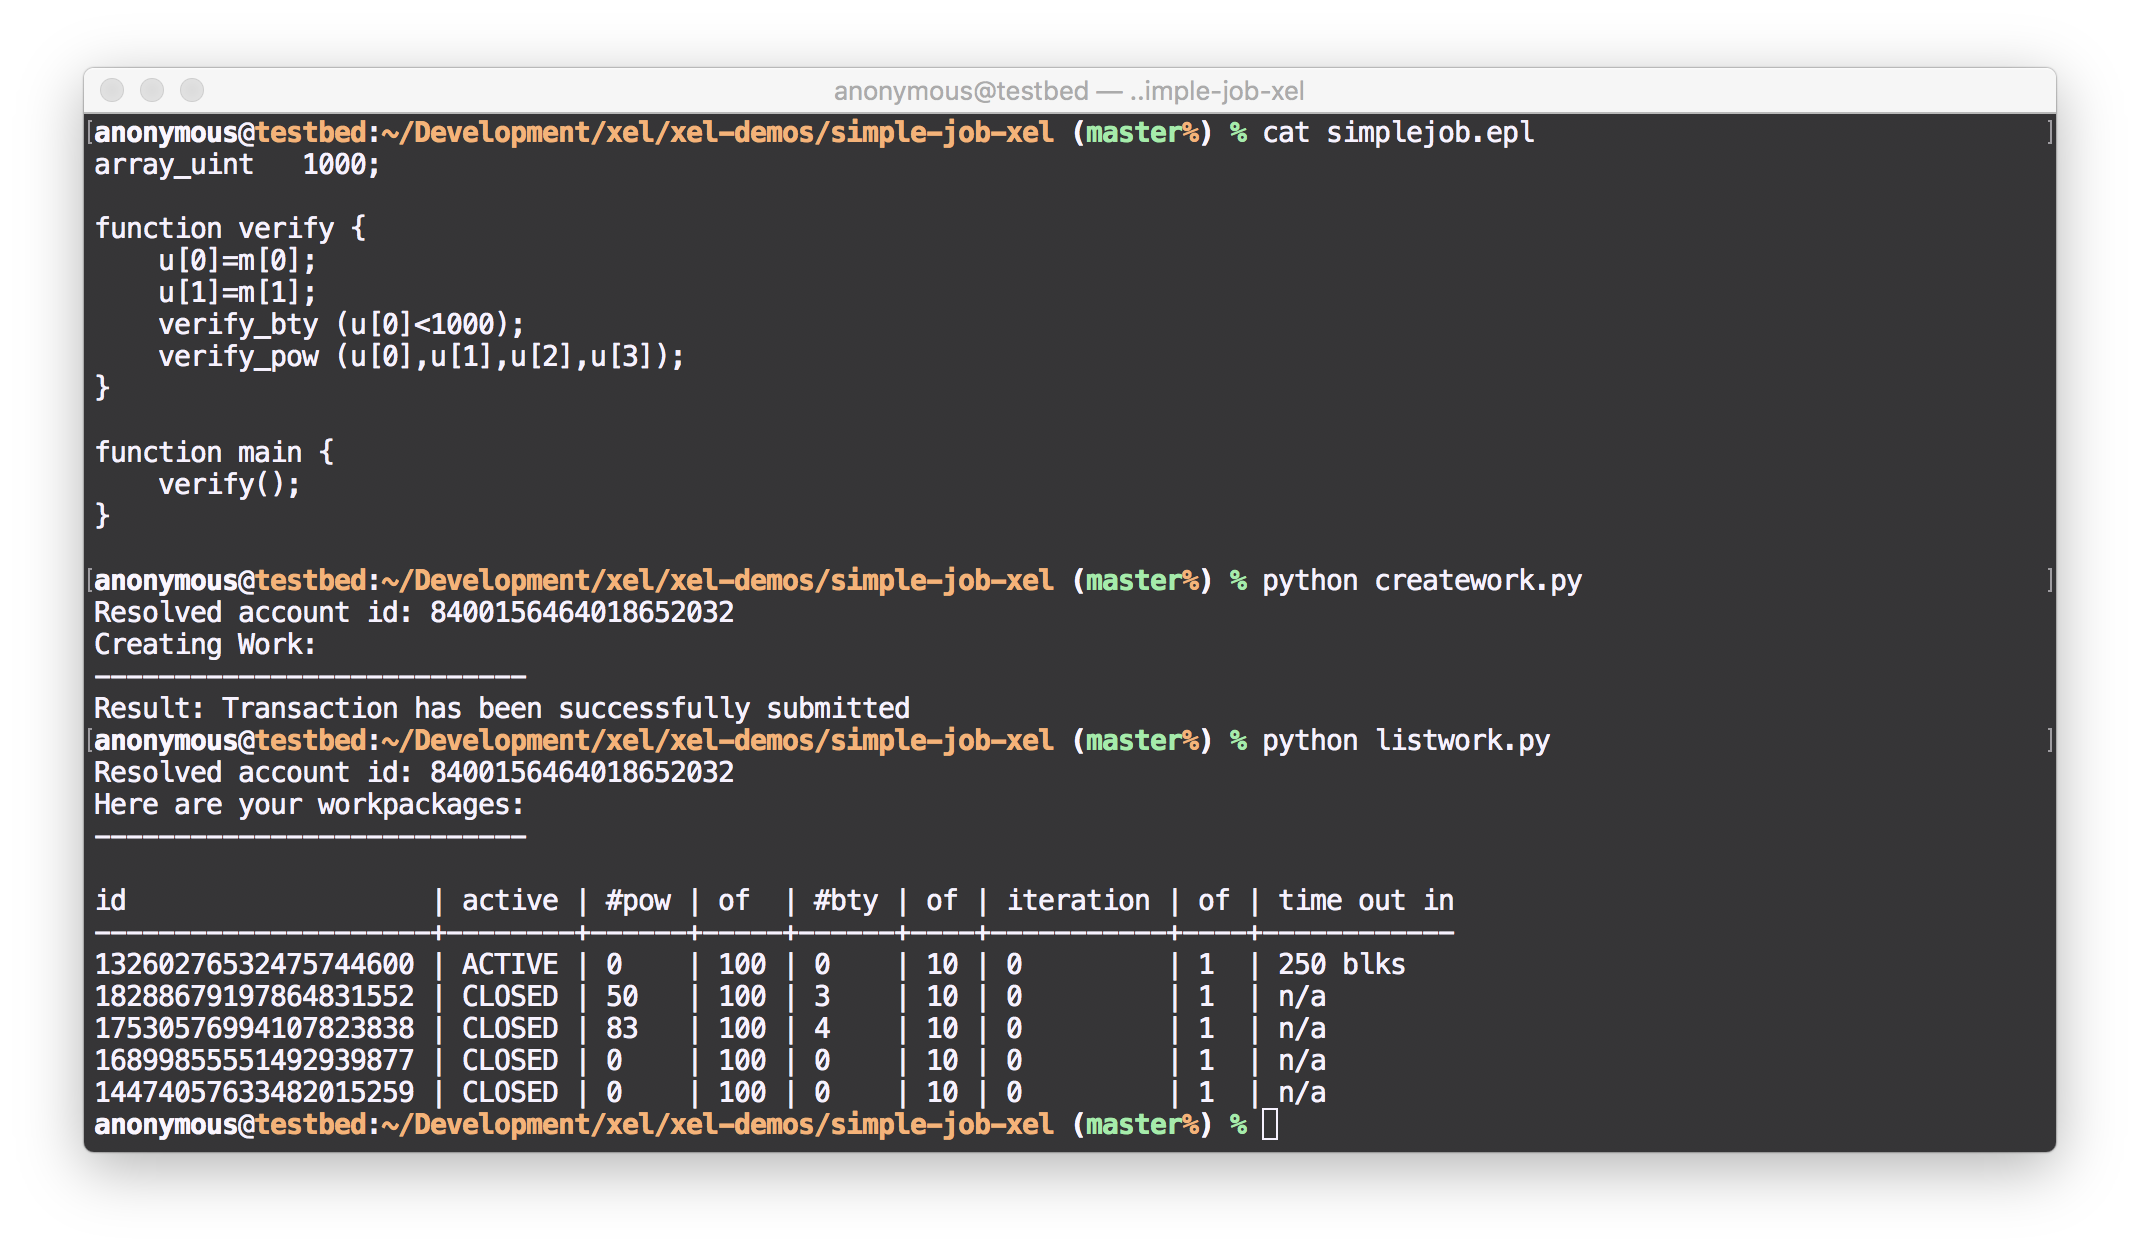 anonymous@testbed — ..imple-job-xel
anonymous@testbed:~/Development/xel/xel-demos/simple-job-xel (master%) % cat simplejob.epl
array_uint   1000;

function verify {
    u[0]=m[0];
    u[1]=m[1];
    verify_bty (u[0]<1000);
    verify_pow (u[0],u[1],u[2],u[3]);
}

function main {
    verify();
}

anonymous@testbed:~/Development/xel/xel-demos/simple-job-xel (master%) % python creatework.py
Resolved account id: 8400156464018652032
Creating Work:
---------------------------
Result: Transaction has been successfully submitted
anonymous@testbed:~/Development/xel/xel-demos/simple-job-xel (master%) % python listwork.py
Resolved account id: 8400156464018652032
Here are your workpackages:
---------------------------

id                   | active | #pow | of  | #bty | of | iteration | of | time out in
---------------------+--------+------+-----+------+----+-----------+----+------------
13260276532475744600 | ACTIVE | 0    | 100 | 0    | 10 | 0         | 1  | 250 blks
18288679197864831552 | CLOSED | 50   | 100 | 3    | 10 | 0         | 1  | n/a
17530576994107823838 | CLOSED | 83   | 100 | 4    | 10 | 0         | 1  | n/a
16899855551492939877 | CLOSED | 0    | 100 | 0    | 10 | 0         | 1  | n/a
14474057633482015259 | CLOSED | 0    | 100 | 0    | 10 | 0         | 1  | n/a
anonymous@testbed:~/Development/xel/xel-demos/simple-job-xel (master%) %